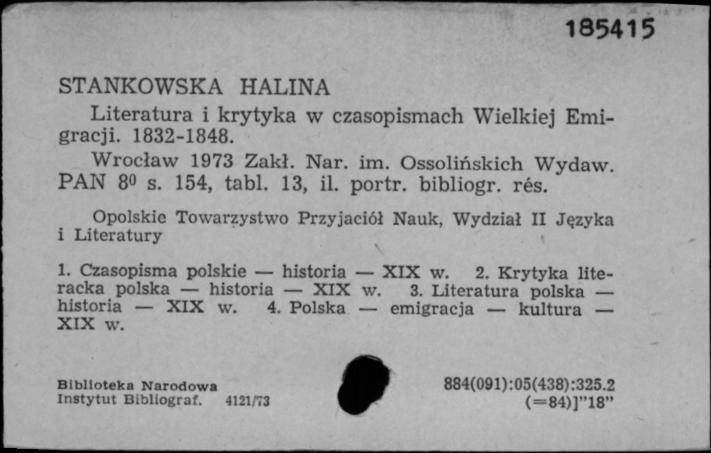 185415
STANKOWSKA HALINA
Literatura i krytyka w czasopismach Wielkiej Emi-
gracji. 1832-1848.
Wrocław 1973 Zakł. Nar. im. Ossolińskich Wydaw.
PAN 8⁰ s. 154, tabl. 13, il. portr. bibliogr. rés.
Opolskie Towarzystwo Przyjaciół Nauk, Wydział II Języka
i Literatury
1. Czasopisma polskie — historia — XIX w. 2. Krytyka lite-
racka polska — historia — XIX w. 3. Literatura polska —
historia — XIX w. 4. Polska — emigracja — kultura —
XIX w.
Biblioteka Narodowa
Instytut Bibliograf. 4121/73
884(091):05(438):325.2
(=84)]"18"